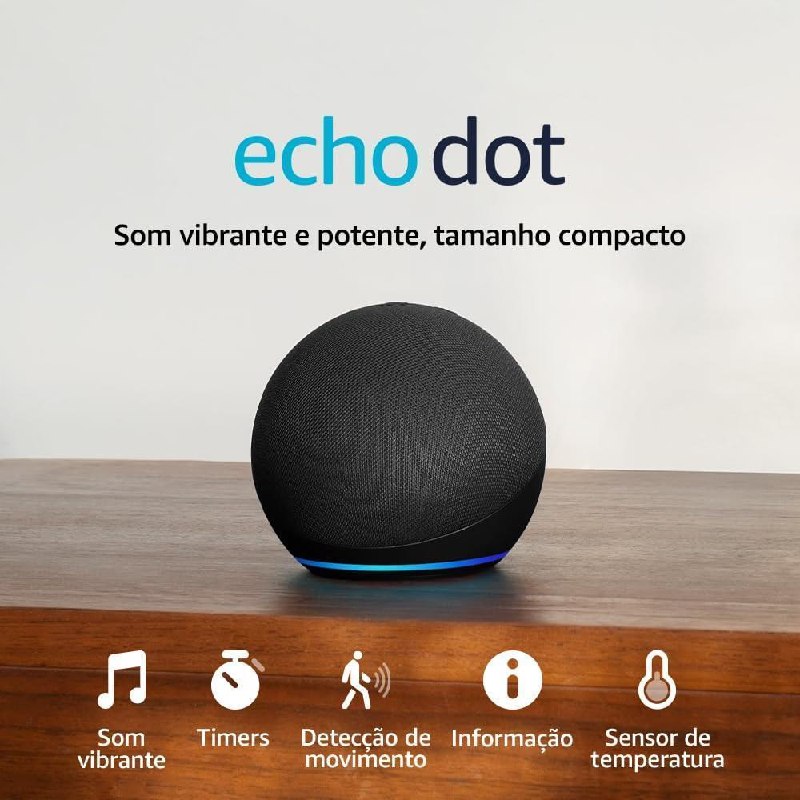 echo dot
Som vibrante e potente, tamanho compacto
Som
vibrante
Timers
Detecção de
movimento
Informação
Sensor de
temperatura